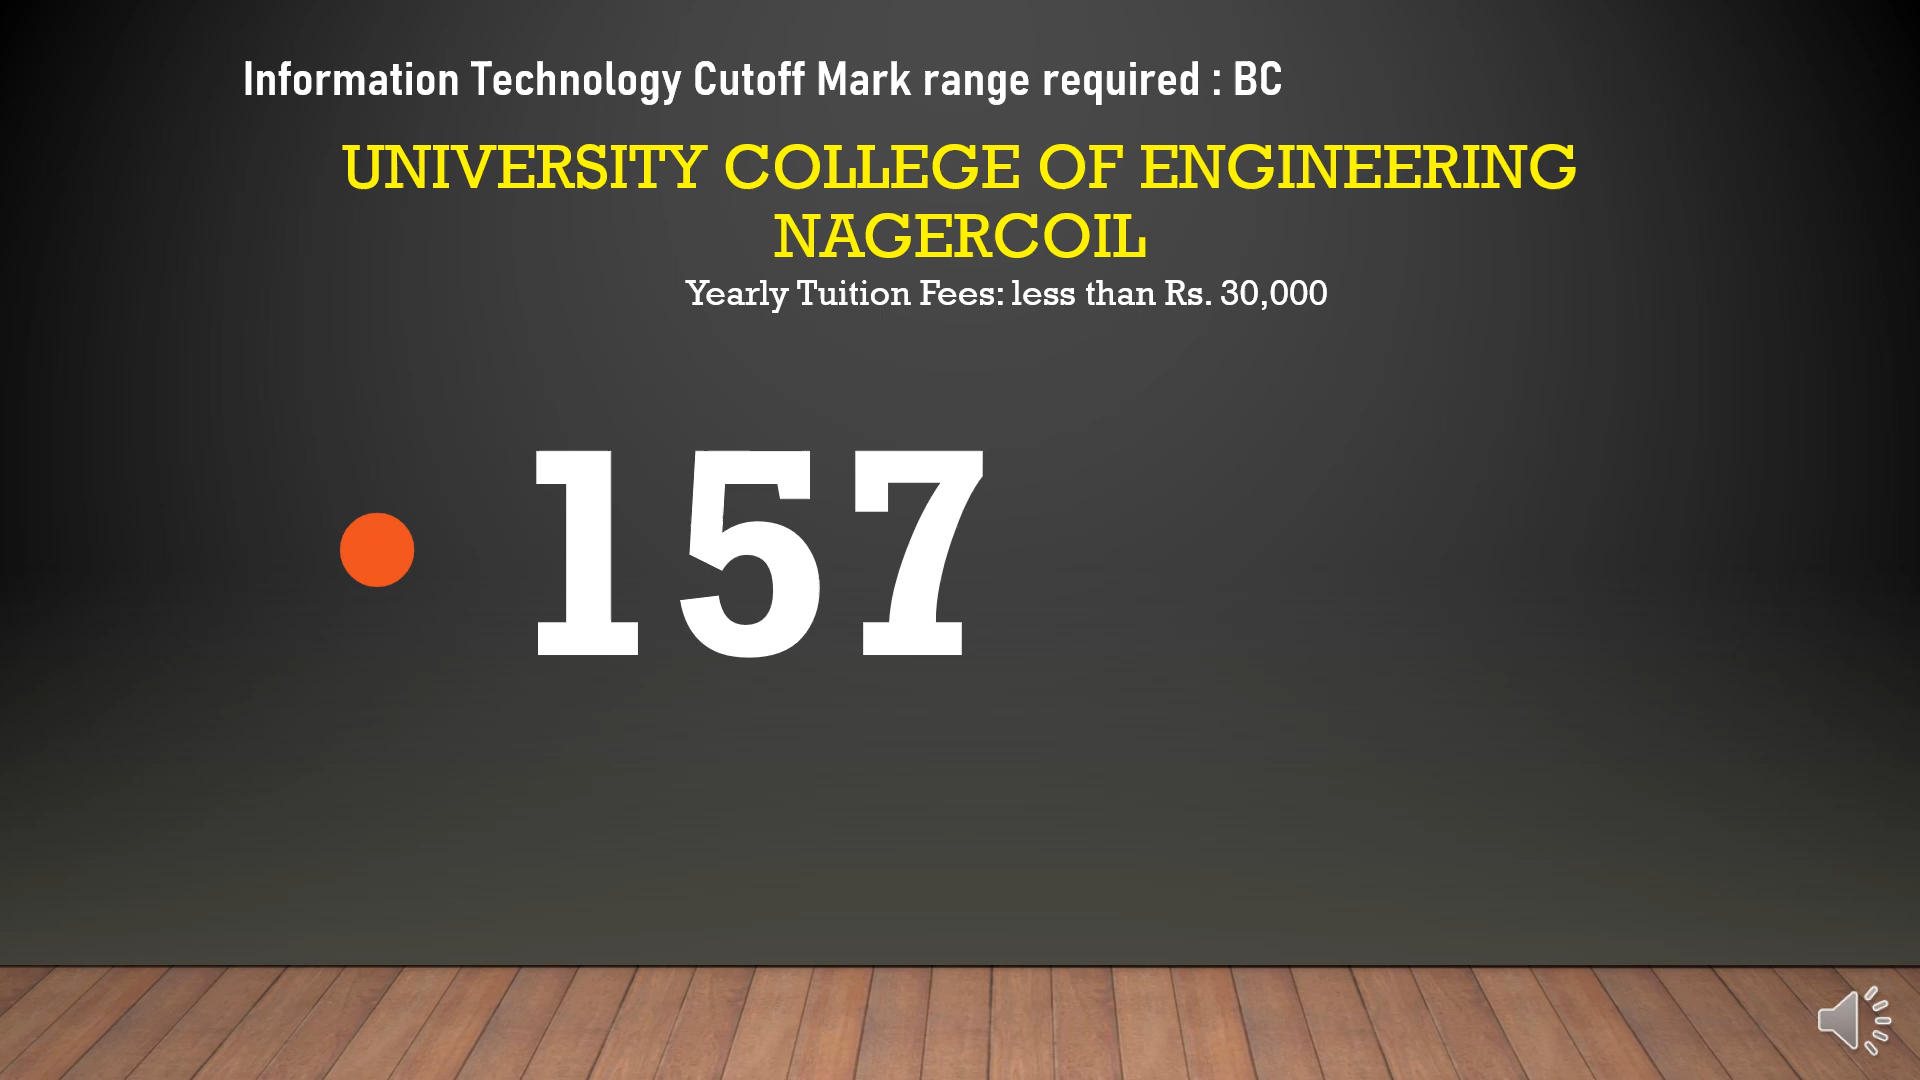 Information Technology Cutoff Mark range required : BC
UNIVERSITY COLLEGE OF ENGINEERING
NAGERCOIL
Yearly Tuition Fees: less than Rs. 30,000
157